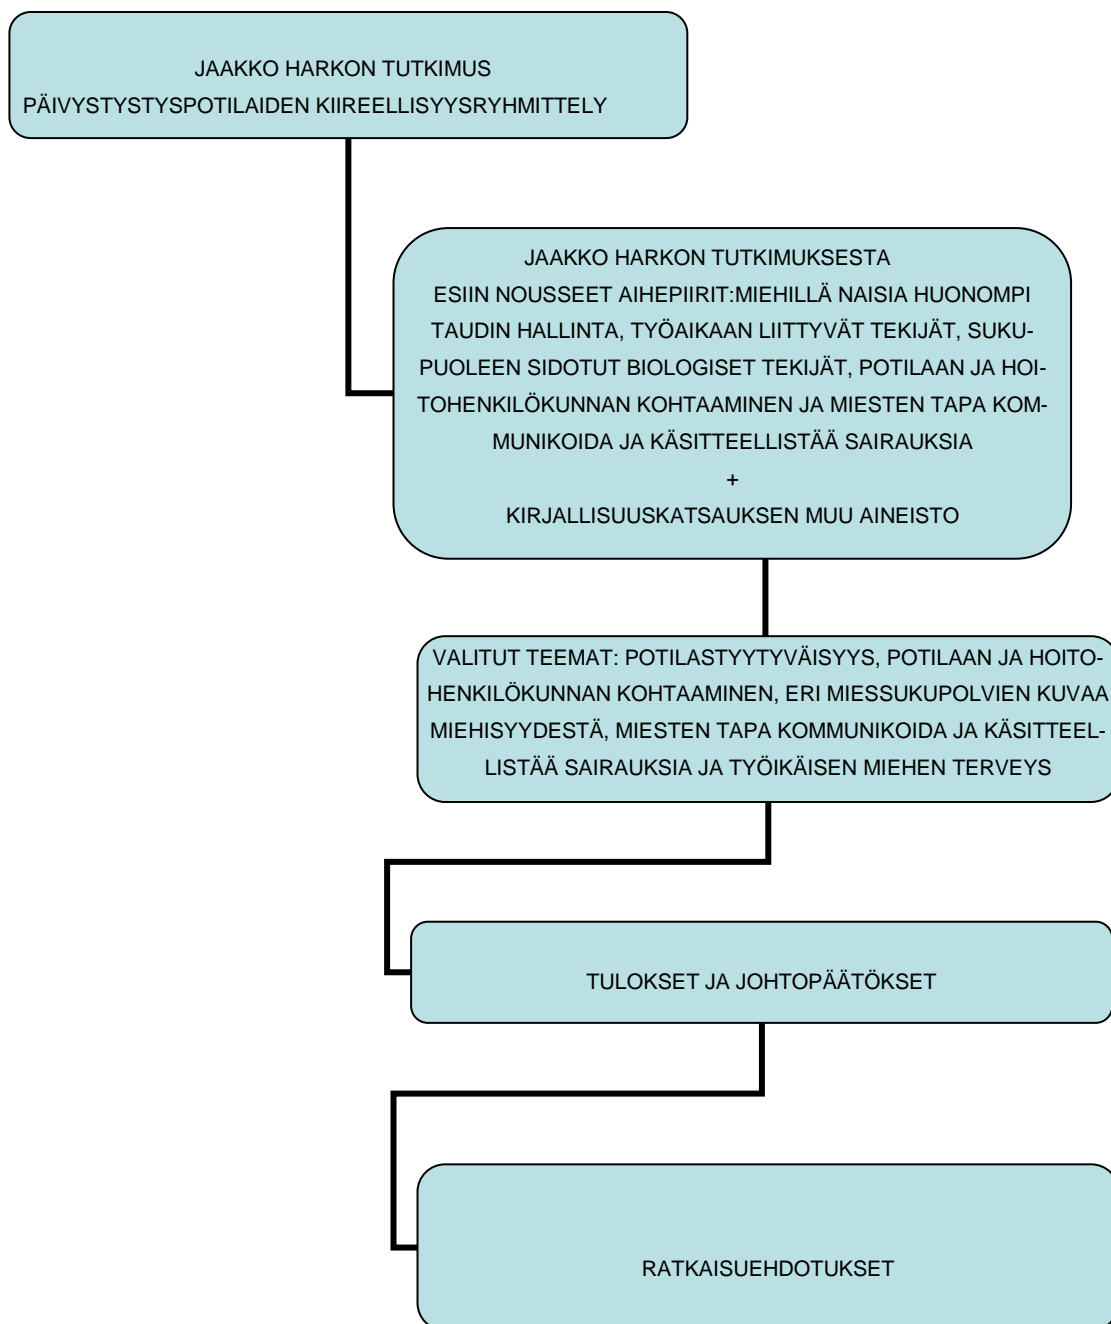 JAAKKO HARKON TUTKIMUS
PÄIVYSTYSTYSPOTILAIDEN KIIREELLISYYSRYHMITTELY
JAAKKO HARKON TUTKIMUKSESTA
ESIIN NOUSSEET AIHEPIIRIT:MIEHILLÄ NAISIA HUONOMPI
TAUDIN HALLINTA, TYÖAIKAAN LIITTYVÄT TEKIJÄT, SUKU-
PUOLEEN SIDOTUT BIOLOGISET TEKIJÄT, POTILAAN JA HOI-
TOHENKILÖKUNNAN KOHTAAMINEN JA MIESTEN TAPA KOM-
MUNIKOIDA JA KÄSITTEELLISTÄÄ SAIRAUKSIA
+
KIRJALLISUUSKATSAUKSEN MUU AINEISTO
VALITUT TEEMAT: POTILASTYYTYVÄISYYS, POTILAAN JA HOITO-
HENKILÖKUNNAN KOHTAAMINEN, ERI MIESSUKUPOLVIEN KUVAA
MIEHISYYDESTÄ, MIESTEN TAPA KOMMUNIKOIDA JA KÄSITTEEL-
LISTÄÄ SAIRAUKSIA JA TYÖIKÄISEN MIEHEN TERVEYS
TULOKSET JA JOHTOPÄÄTÖKSET
RATKAISUEHDOTUKSET